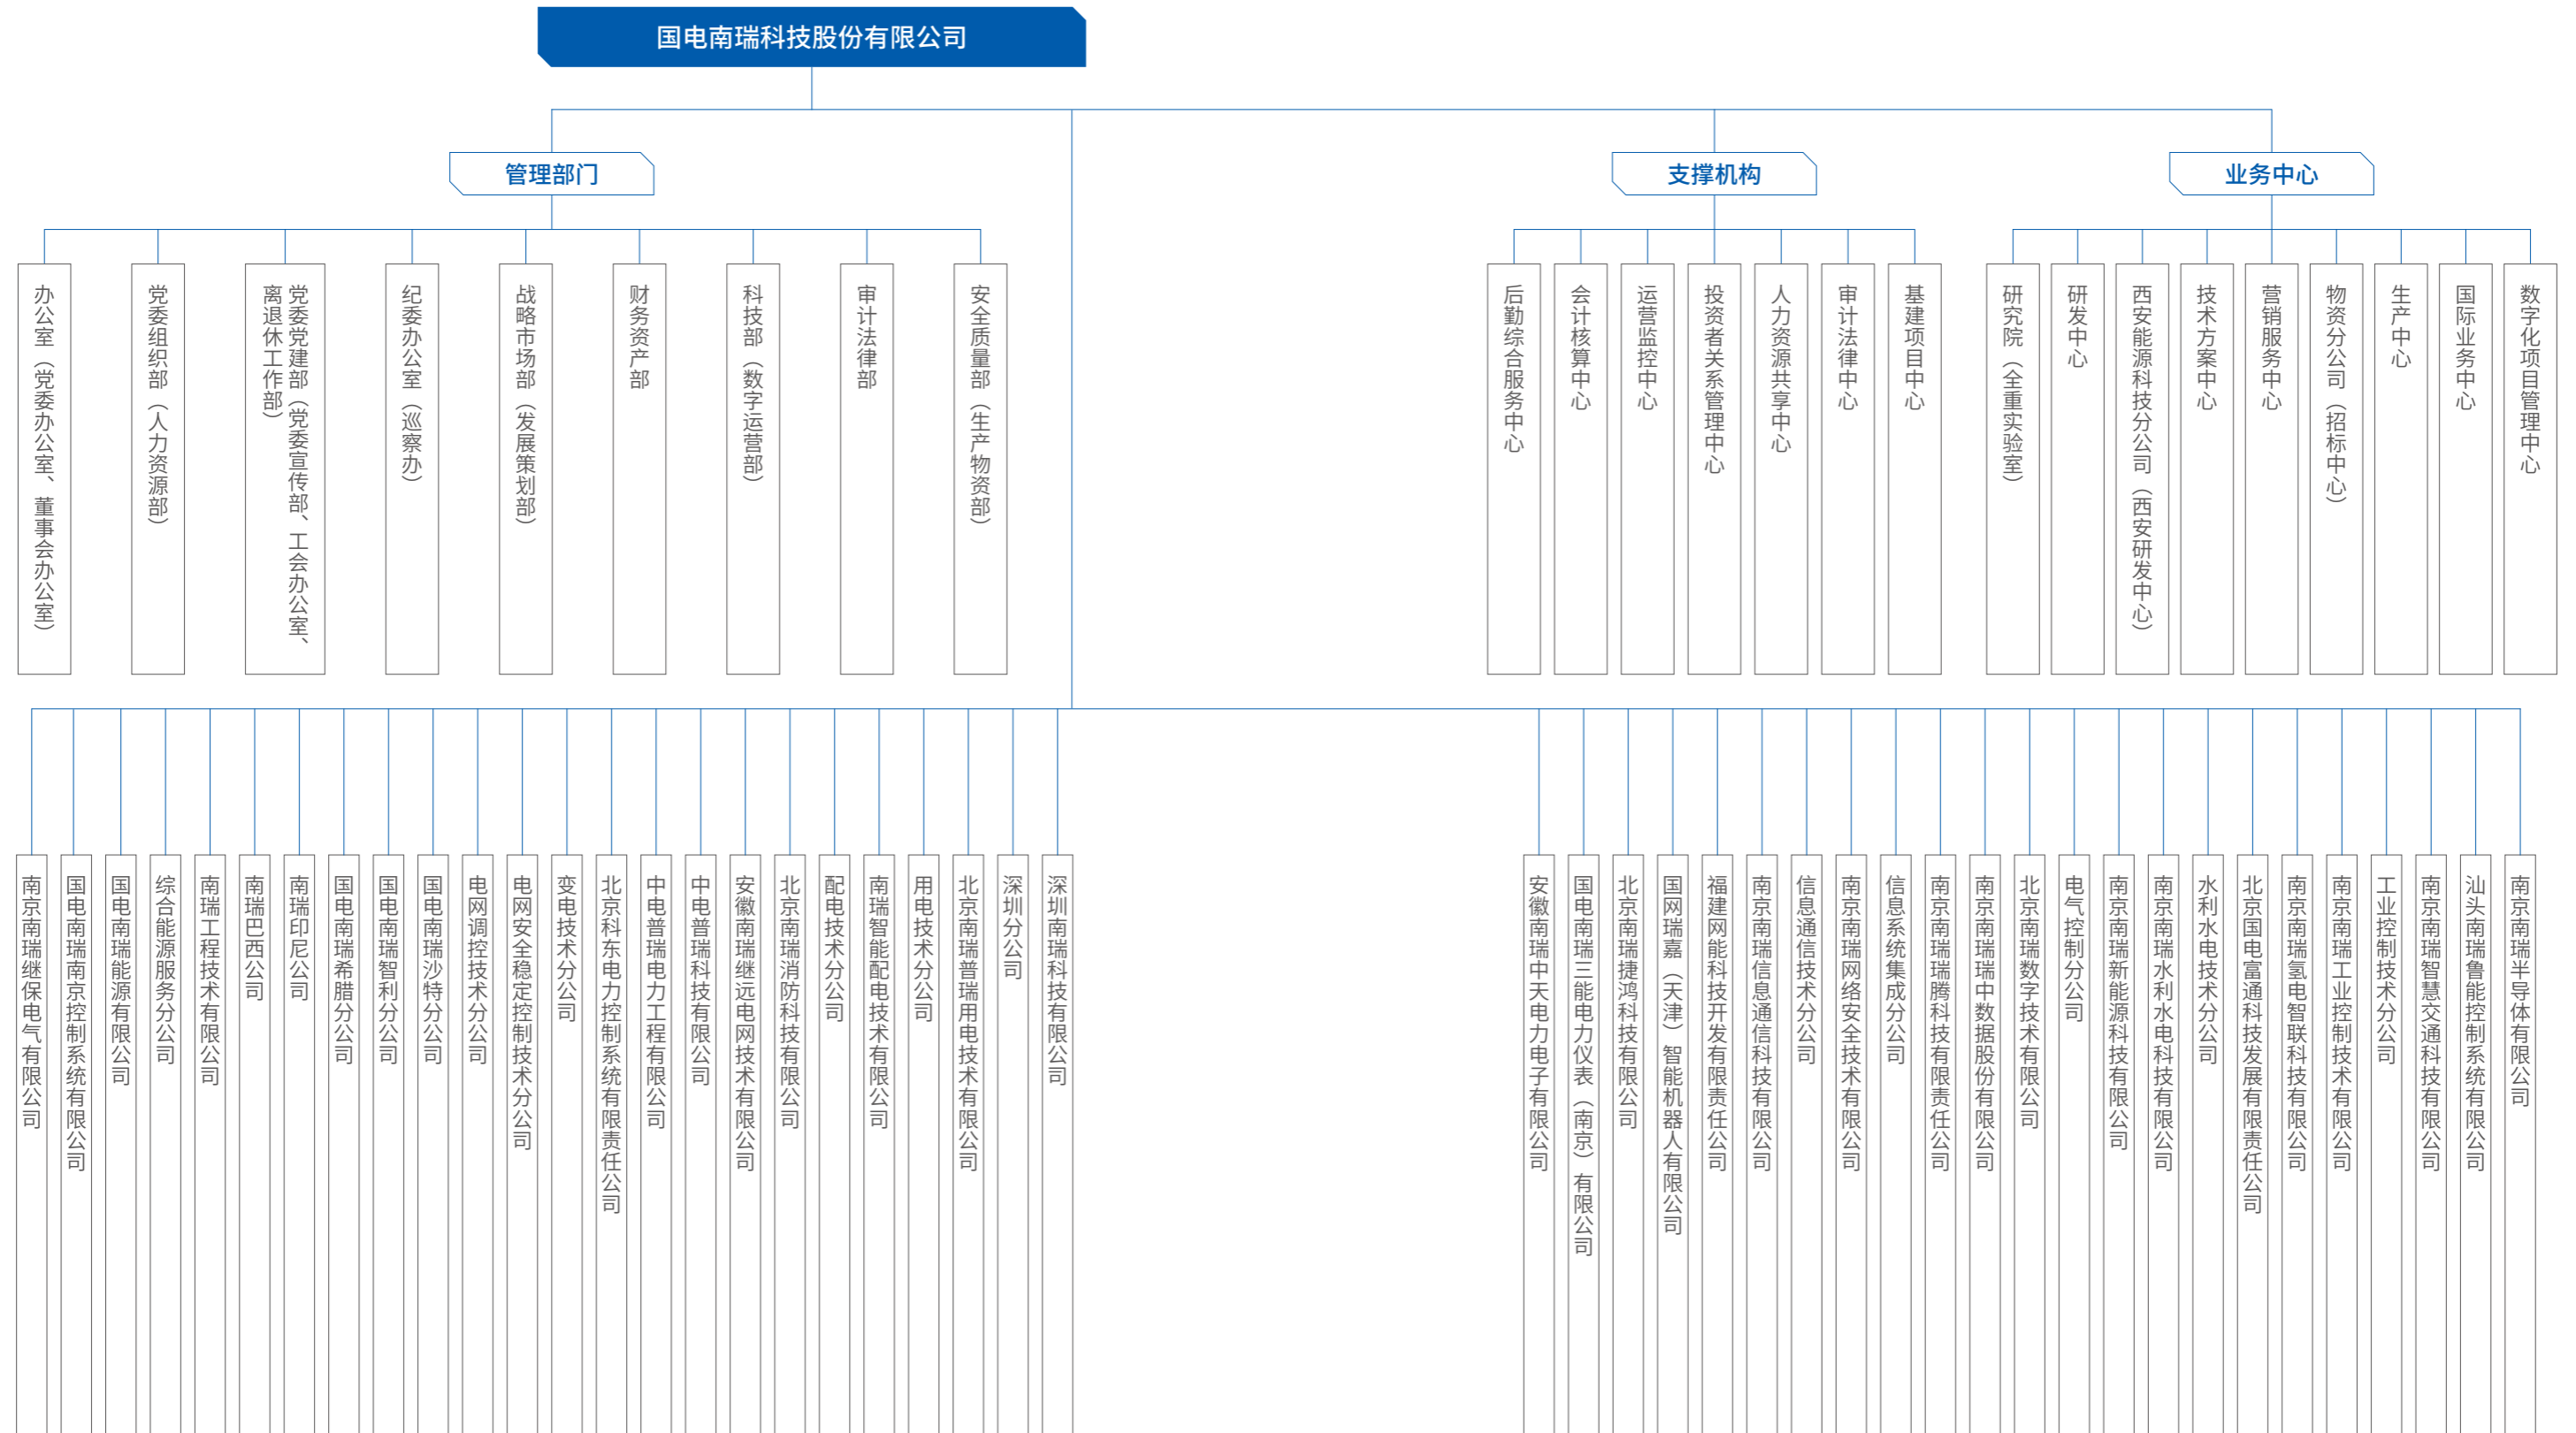 国电南瑞科技股份有限公司
管理部门
支撑机构
业务中心
办公室（党委办公室、董事会办公室）
党委组织部（人力资源部）
党委党建部（党委宣传部、工会办公室、
离退休工作部）
纪委办公室（巡察办）
战略市场部（发展策划部）
财务资产部
科技部（数字运营部）
审计法律部
安全质量部（生产物资部）
后勤综合服务中心
会计核算中心
运营监控中心
投资者关系管理中心
人力资源共享中心
审计法律中心
基建项目中心
研究院（全重实验室）
研发中心
西安能源科技分公司（西安研发中心）
技术方案中心
营销服务中心
物资分公司（招标中心）
生产中心
国际业务中心
数字化项目管理中心
南京南瑞继保电气有限公司
国电南瑞南京控制系统有限公司
国电南瑞能源有限公司
综合能源服务分公司
南瑞工程技术有限公司
南瑞巴西公司
南瑞印尼公司
国电南瑞希腊分公司
国电南瑞智利分公司
国电南瑞沙特分公司
电网调控技术分公司
电网安全稳定控制技术分公司
变电技术分公司
北京科东电力控制系统有限责任公司
中电普瑞电力工程有限公司
中电普瑞科技有限公司
安徽南瑞继远电网技术有限公司
北京南瑞消防科技有限公司
配电技术分公司
南瑞智能配电技术有限公司
用电技术分公司
北京南瑞普瑞用电技术有限公司
深圳分公司
深圳南瑞科技有限公司
安徽南瑞中天电力电子有限公司
国电南瑞三能电力仪表（南京）有限公司
北京南瑞捷鸿科技有限公司
国网瑞嘉（天津）智能机器人有限公司
福建网能科技开发有限责任公司
南京南瑞信息通信科技有限公司
信息通信技术分公司
南京南瑞网络安全技术有限公司
信息系统集成分公司
南京南瑞瑞腾科技有限责任公司
南京南瑞瑞中数据股份有限公司
北京南瑞数字技术有限公司
电气控制分公司
南京南瑞新能源科技有限公司
南京南瑞水利水电科技有限公司
水利水电技术分公司
北京国电富通科技发展有限责任公司
南京南瑞氢电智联科技有限公司
南京南瑞工业控制技术有限公司
工业控制技术分公司
南京南瑞智慧交通科技有限公司
汕头南瑞鲁能控制系统有限公司
南京南瑞半导体有限公司